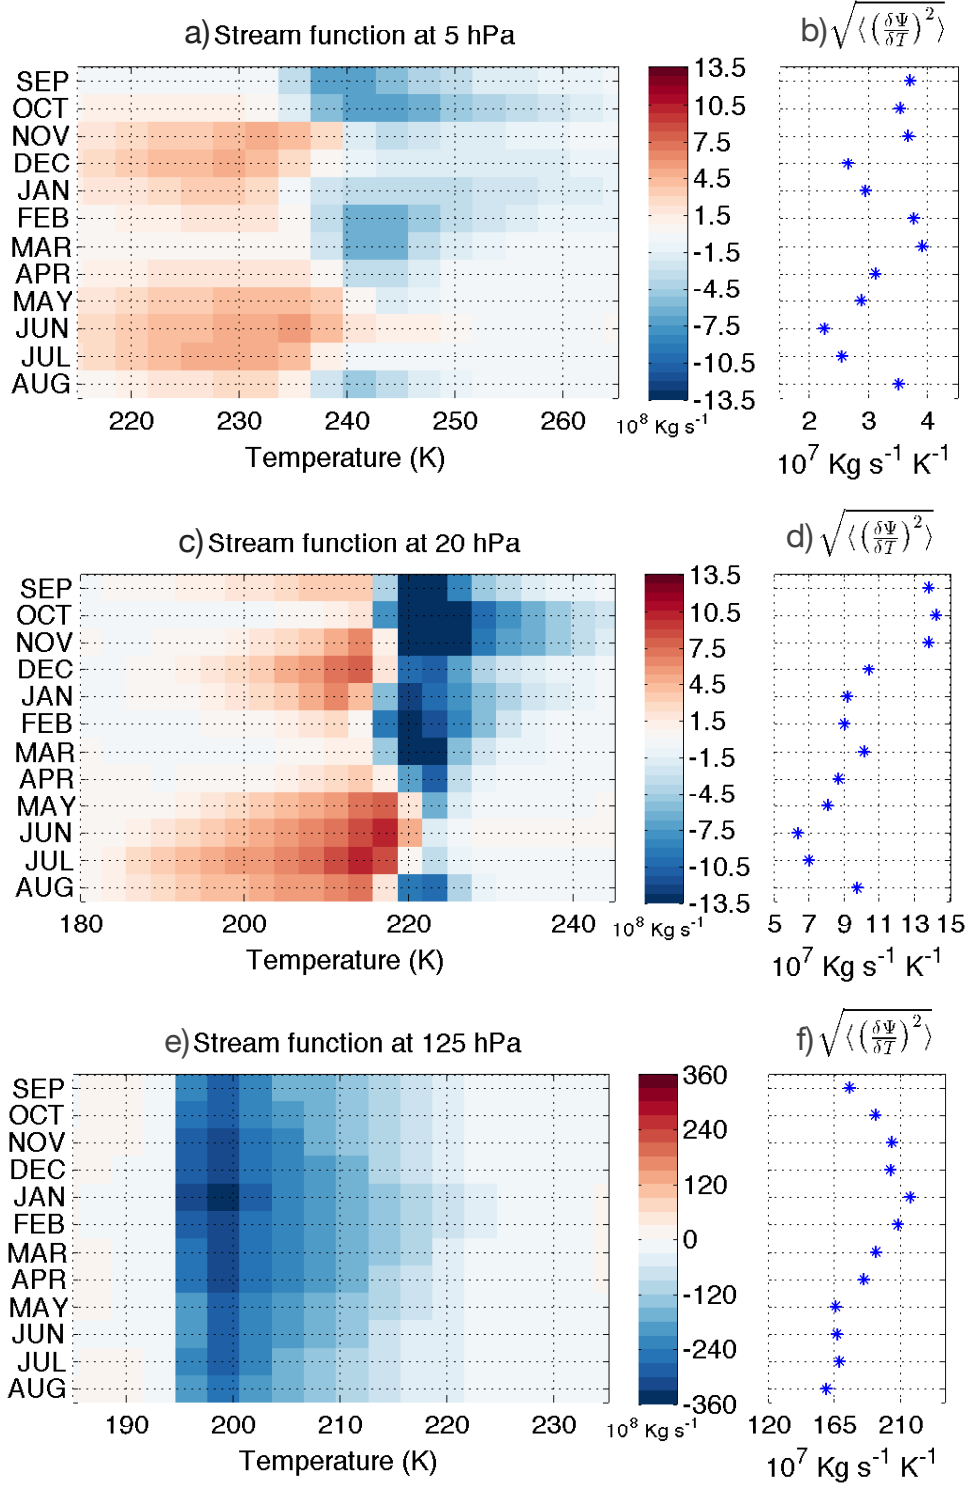 a) Stream function at 5 hPa
b) √⟨(δΨ/δT)²⟩
SEP
OCT
NOV
DEC
JAN
FEB
MAR
APR
MAY
JUN
JUL
AUG
220 230 240 250 260
Temperature (K)
13.5
10.5
7.5
4.5
1.5
-1.5
-4.5
-7.5
-10.5
-13.5
10⁸ Kg s⁻¹
2 3 4
10⁷ Kg s⁻¹ K⁻¹
c) Stream function at 20 hPa
d) √⟨(δΨ/δT)²⟩
SEP
OCT
NOV
DEC
JAN
FEB
MAR
APR
MAY
JUN
JUL
AUG
180 200 220 240
Temperature (K)
13.5
10.5
7.5
4.5
1.5
-1.5
-4.5
-7.5
-10.5
-13.5
10⁸ Kg s⁻¹
5 7 9 11 13 15
10⁷ Kg s⁻¹ K⁻¹
e) Stream function at 125 hPa
f) √⟨(δΨ/δT)²⟩
SEP
OCT
NOV
DEC
JAN
FEB
MAR
APR
MAY
JUN
JUL
AUG
190 200 210 220 230
Temperature (K)
360
240
120
0
-120
-240
-360
10⁸ Kg s⁻¹
120 165 210
10⁷ Kg s⁻¹ K⁻¹